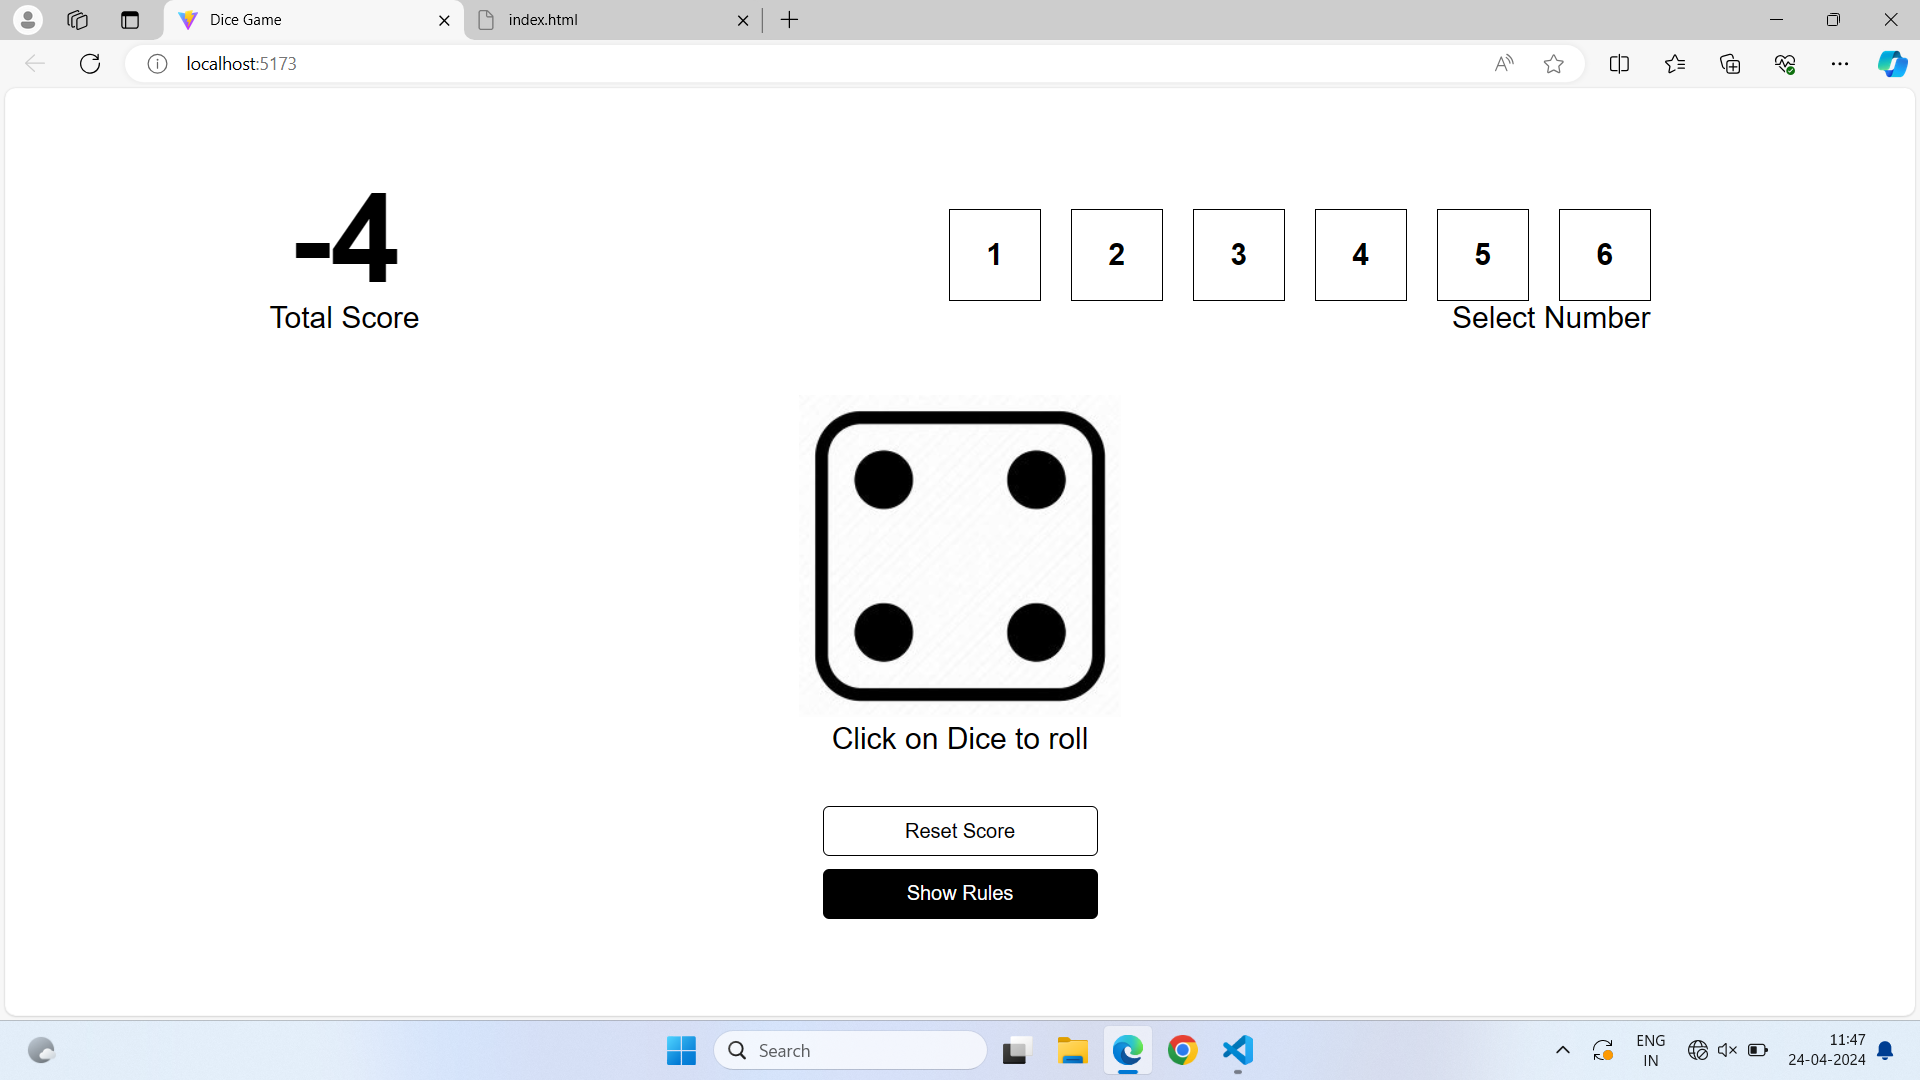 Dice Game
index.html
localhost:5173
-4
Total Score
1 2 3 4 5 6
Select Number
Click on Dice to roll
Reset Score
Show Rules
Search
ENG
IN
11:47
24-04-2024